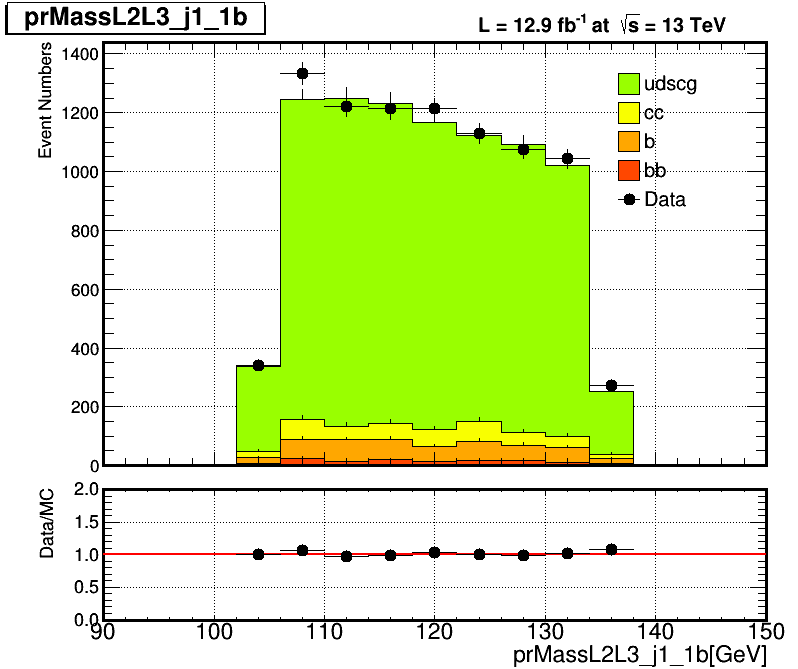 prMassL2L3_j1_1b
L = 12.9 fb-1 at √s = 13 TeV
Event Numbers
1400
1200
1000
800
600
400
200
0
udscg
cc
b
bb
Data
Data/MC
2.0
1.5
1.0
0.5
0.0
90 100 110 120 130 140 150
prMassL2L3_j1_1b[GeV]